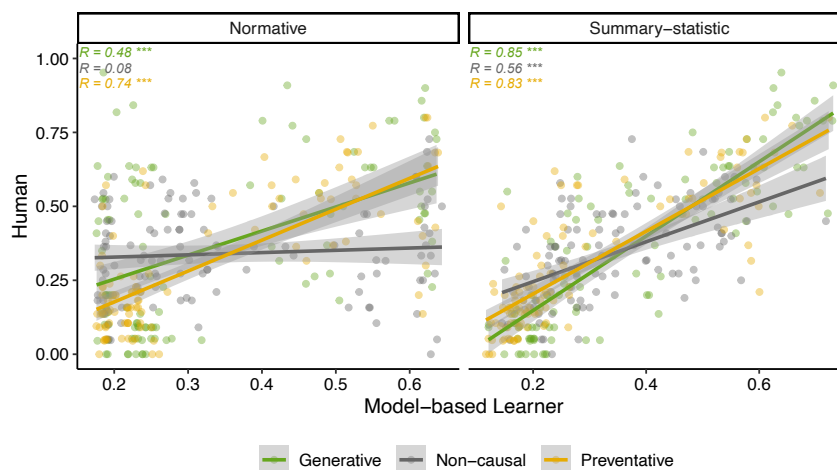 Normative
Summary-statistic
R = 0.48 ***
R = 0.08
R = 0.74 ***
R = 0.85 ***
R = 0.56 ***
R = 0.83 ***
1.00
0.75
0.50
0.25
0.00
Human
0.2 0.3 0.4 0.5 0.6
0.2 0.4 0.6
Model-based Learner
Generative Non-causal Preventative